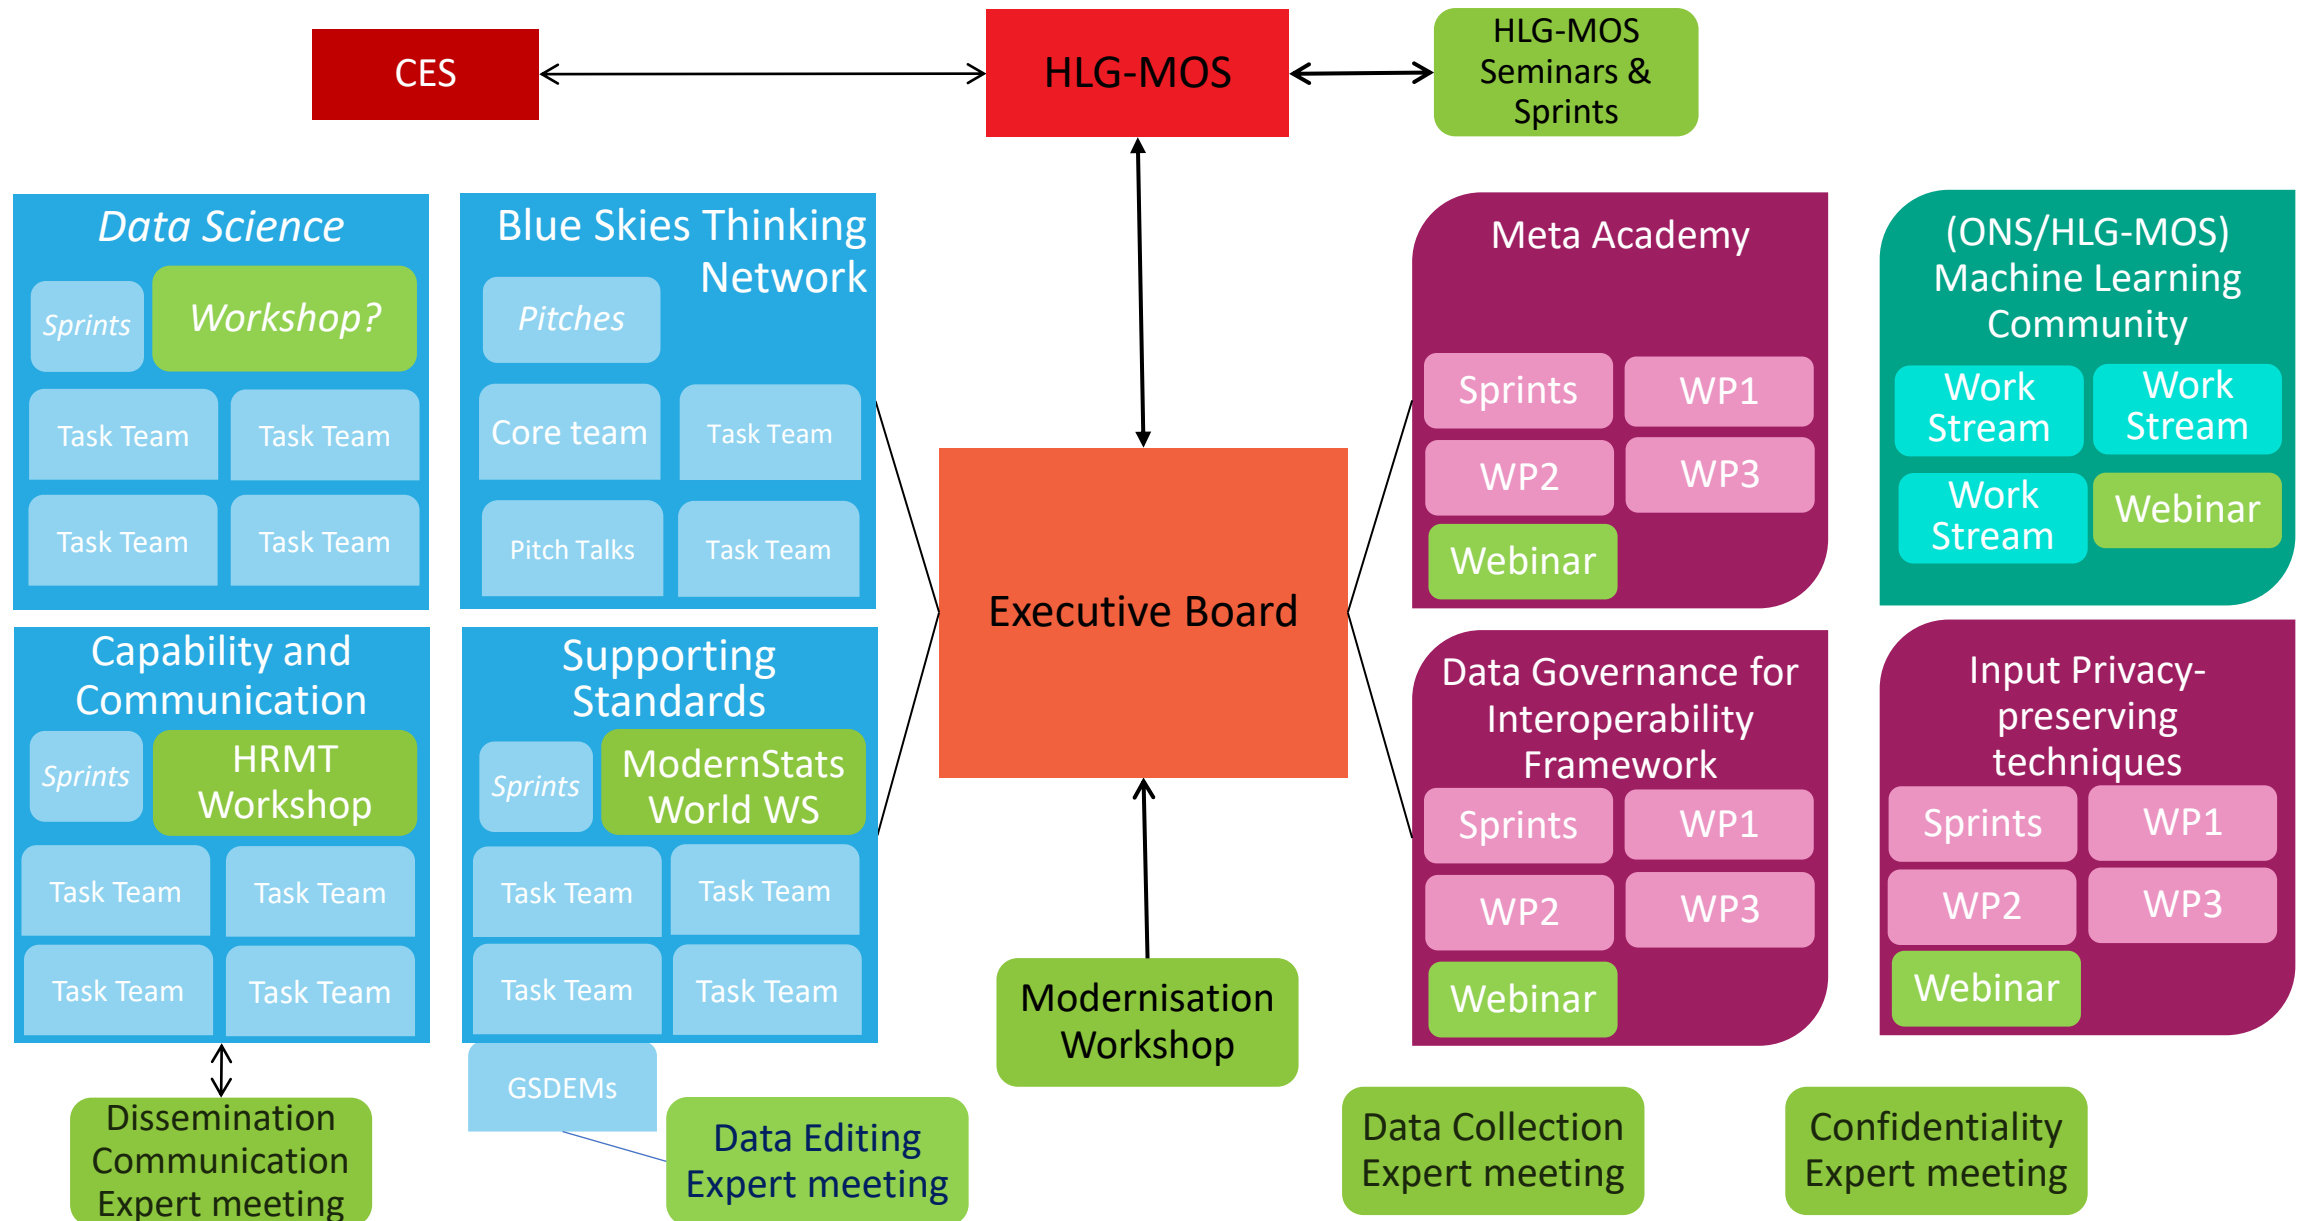 CES
HLG-MOS
HLG-MOS
Seminars &
Sprints
Data Science
Sprints
Workshop?
Task Team
Task Team
Task Team
Task Team
Blue Skies Thinking
Network
Pitches
Core team
Task Team
Pitch Talks
Task Team
Capability and
Communication
Sprints
HRMT
Workshop
Task Team
Task Team
Task Team
Task Team
Supporting
Standards
Sprints
ModernStats
World WS
Task Team
Task Team
Task Team
Task Team
GSDEMs
Executive Board
Modernisation
Workshop
Meta Academy
Sprints
WP1
WP2
WP3
Webinar
(ONS/HLG-MOS)
Machine Learning
Community
Work
Stream
Work
Stream
Work
Stream
Webinar
Data Governance for
Interoperability
Framework
Sprints
WP1
WP2
WP3
Webinar
Input Privacy-
preserving
techniques
Sprints
WP1
WP2
WP3
Webinar
Dissemination
Communication
Expert meeting
Data Editing
Expert meeting
Data Collection
Expert meeting
Confidentiality
Expert meeting